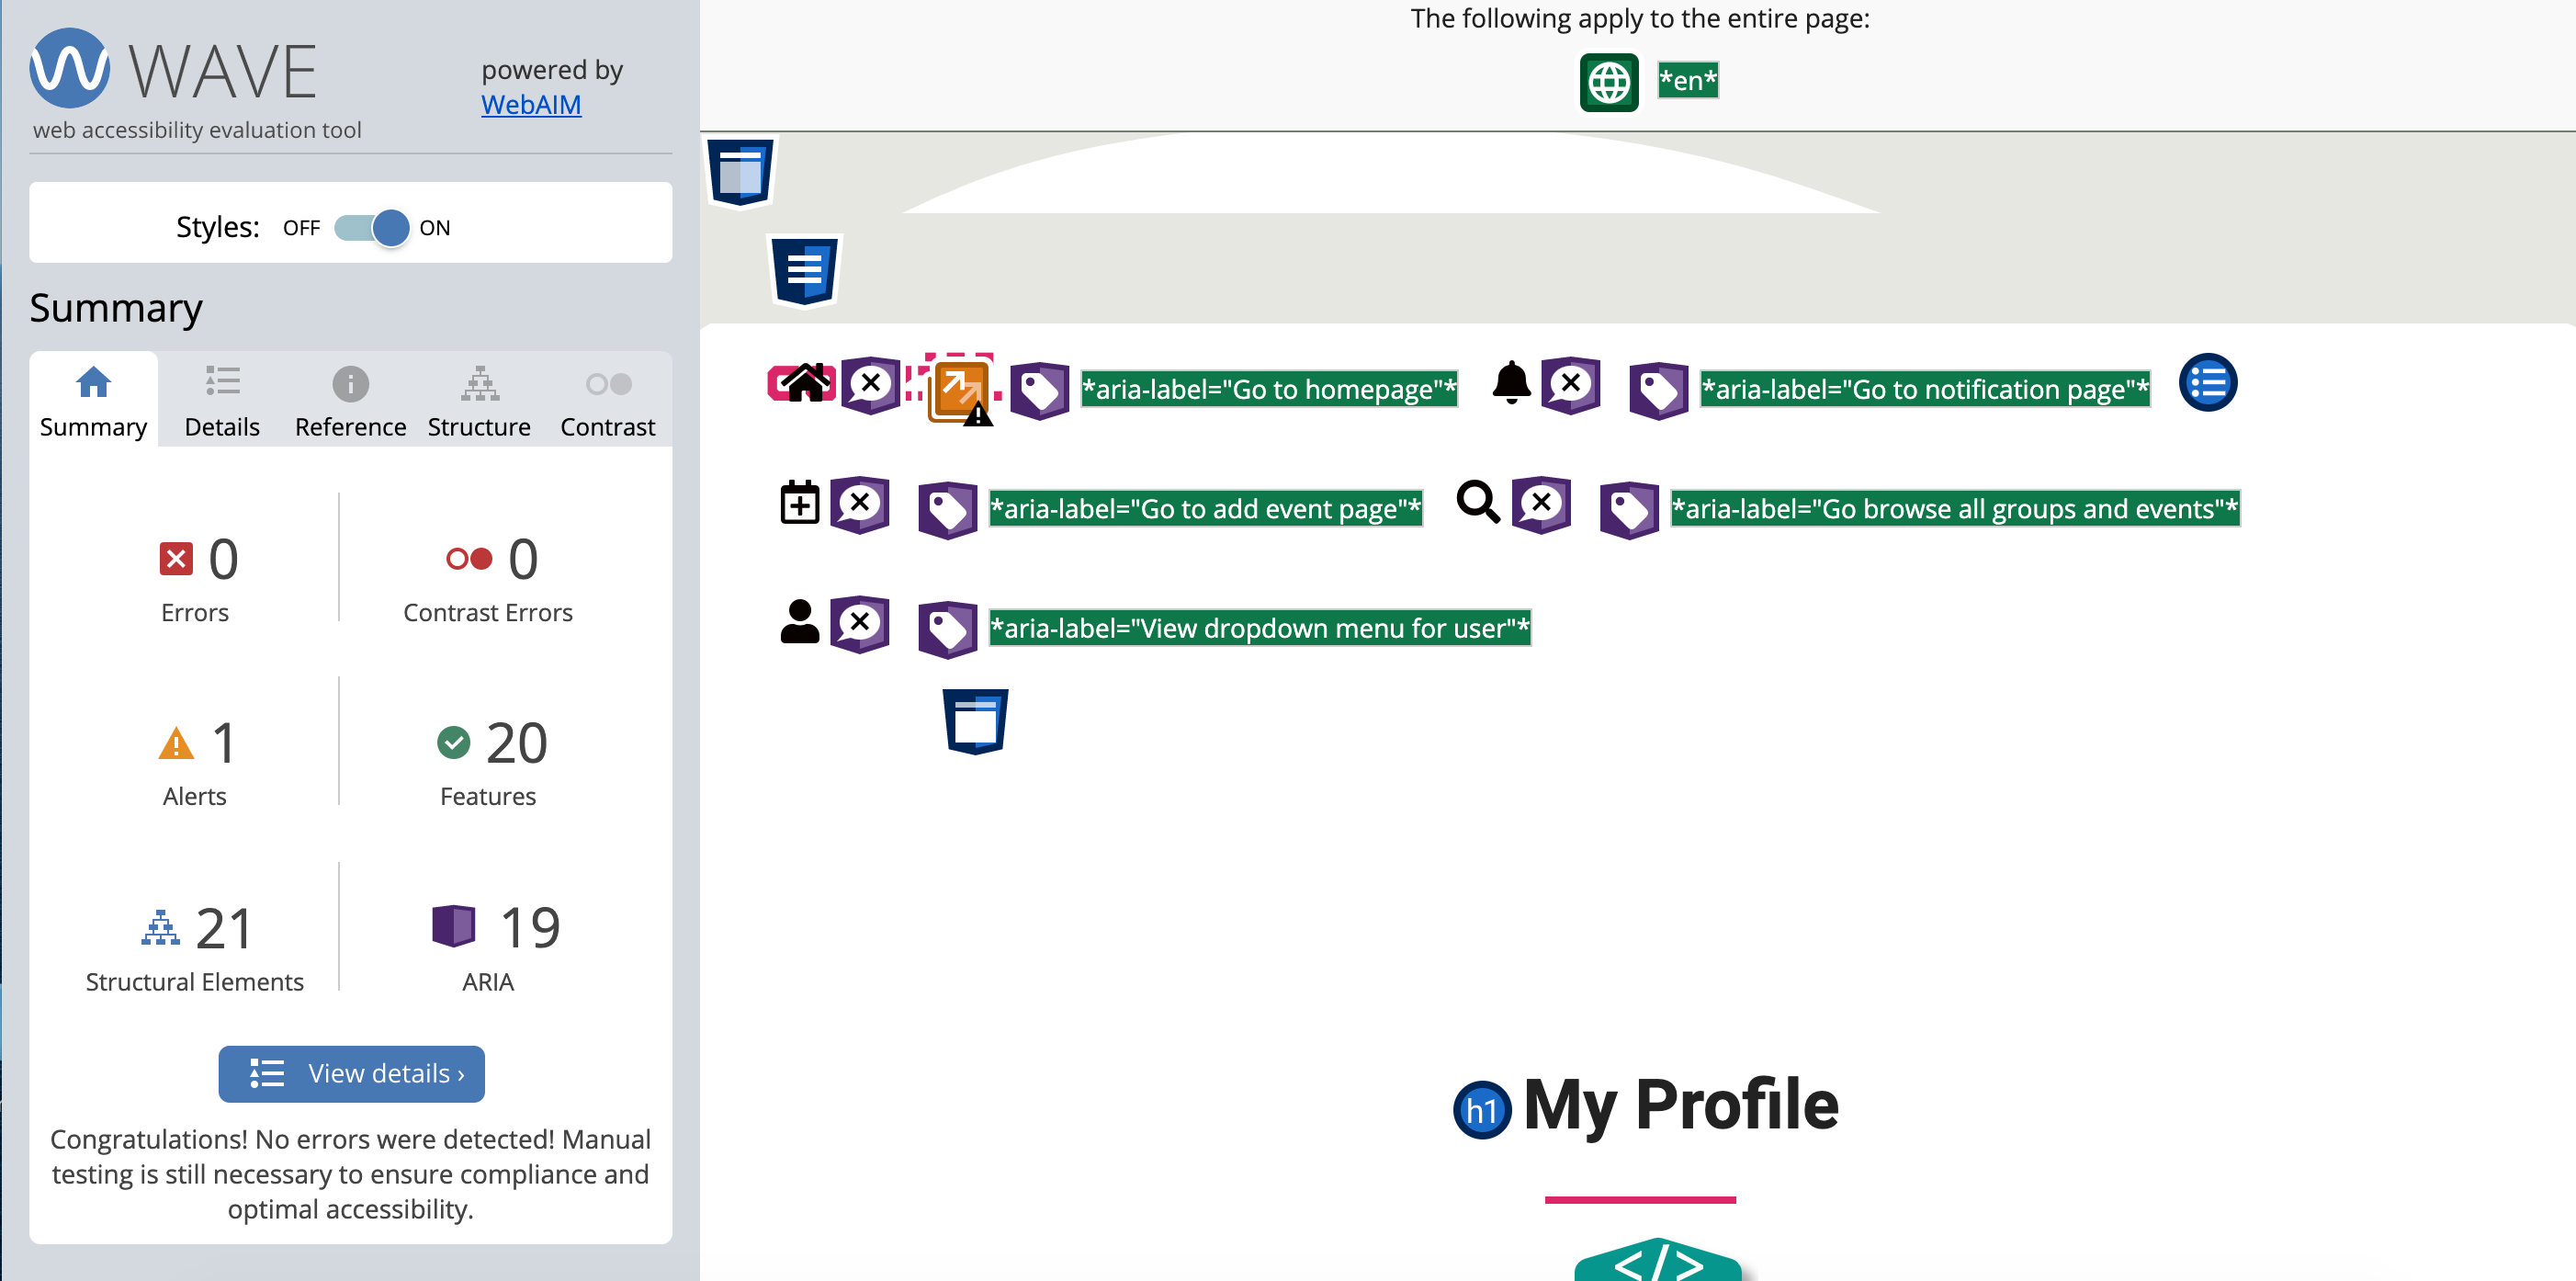 WAVE
powered by
WebAIM
web accessibility evaluation tool
Styles: OFF ON
Summary
Summary Details Reference Structure Contrast
0 0
Errors Contrast Errors
1 20
Alerts Features
21 19
Structural Elements ARIA
View details ›
Congratulations! No errors were detected! Manual
testing is still necessary to ensure compliance and
optimal accessibility.
The following apply to the entire page:
*en*
*aria-label="Go to homepage"* *aria-label="Go to notification page"*
*aria-label="Go to add event page"* *aria-label="Go browse all groups and events"*
*aria-label="View dropdown menu for user"*
h1 My Profile
</>